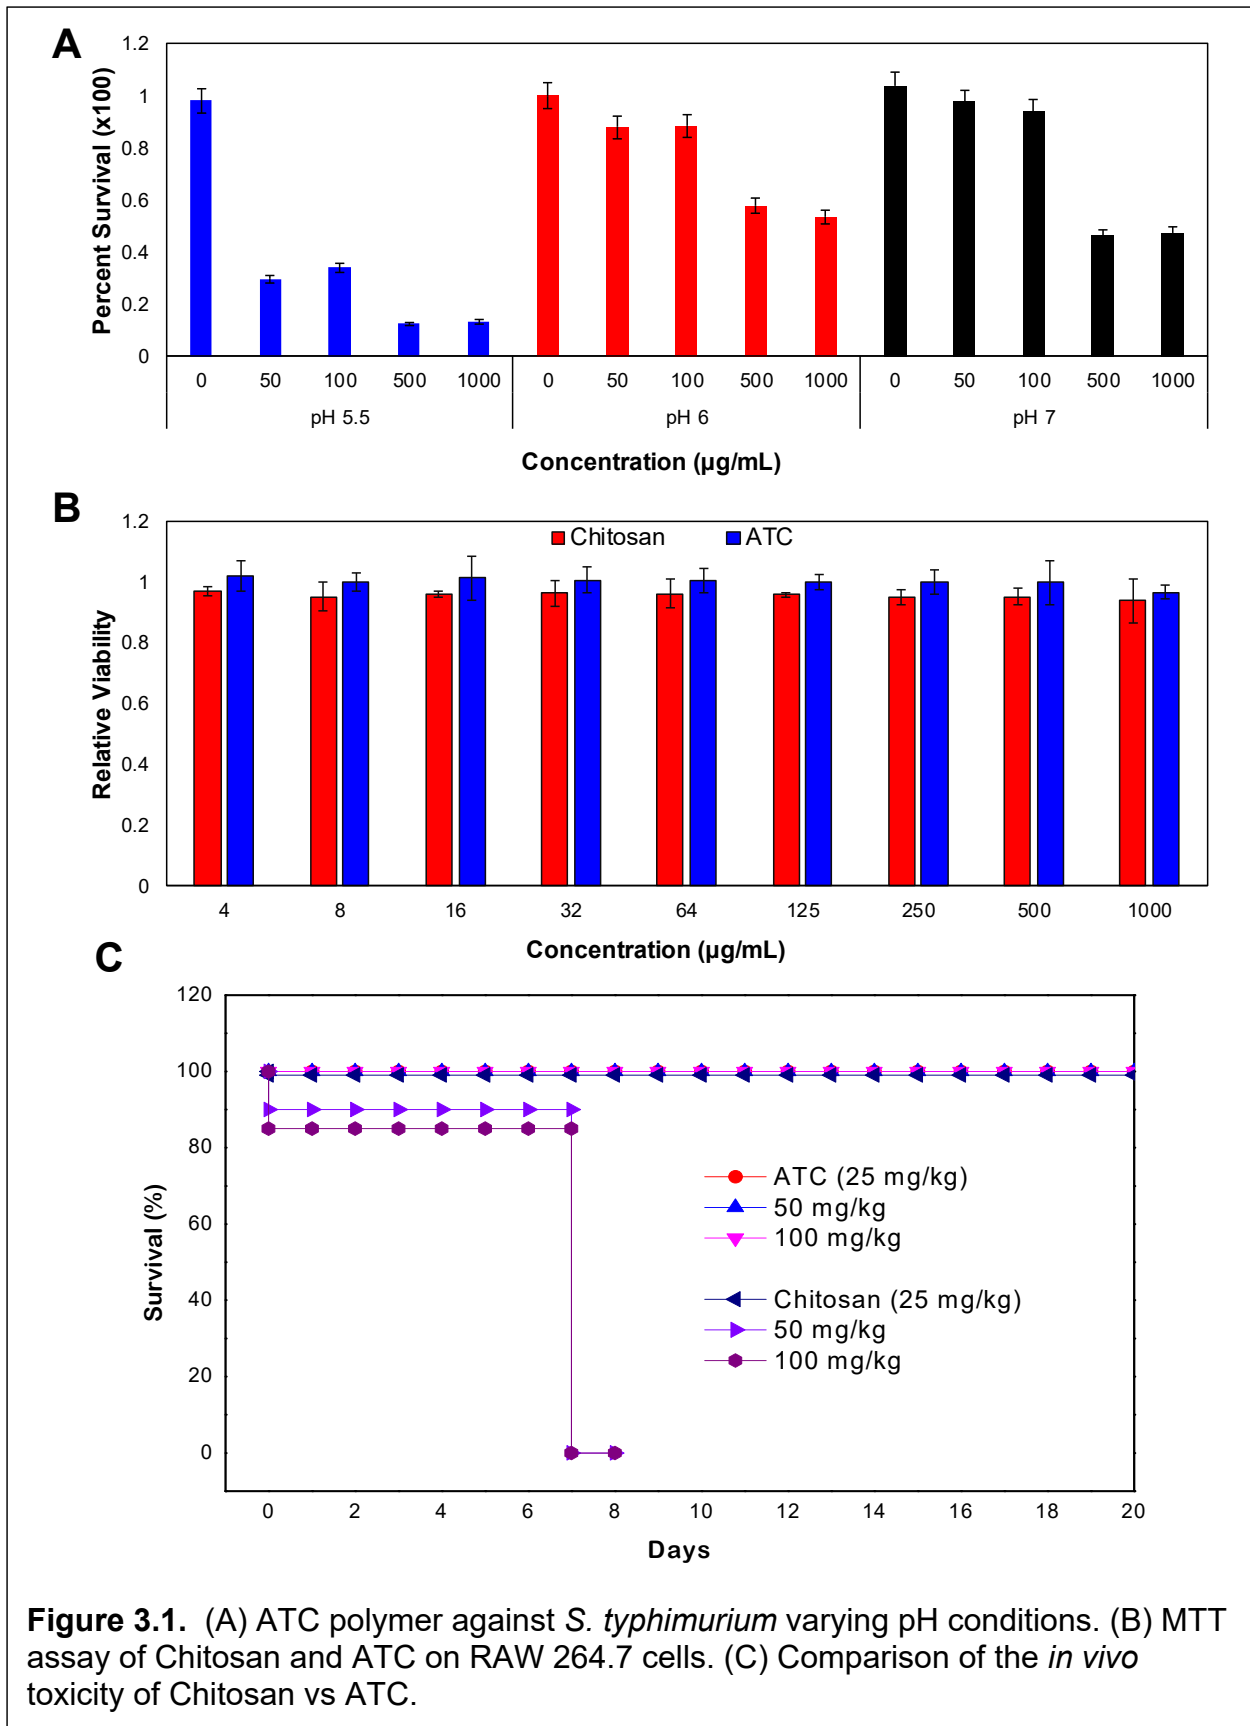 A
Percent Survival (x100)
1.2
1
0.8
0.6
0.4
0.2
0
0 50 100 500 1000 0 50 100 500 1000 0 50 100 500 1000
pH 5.5 pH 6 pH 7
Concentration (µg/mL)
B
Relative Viability
1.2
1
0.8
0.6
0.4
0.2
0
Chitosan ATC
4 8 16 32 64 125 250 500 1000
Concentration (µg/mL)
C
Survival (%)
120
100
80
60
40
20
0
ATC (25 mg/kg)
50 mg/kg
100 mg/kg
Chitosan (25 mg/kg)
50 mg/kg
100 mg/kg
0 2 4 6 8 10 12 14 16 18 20
Days
Figure 3.1. (A) ATC polymer against S. typhimurium varying pH conditions. (B) MTT
assay of Chitosan and ATC on RAW 264.7 cells. (C) Comparison of the in vivo
toxicity of Chitosan vs ATC.